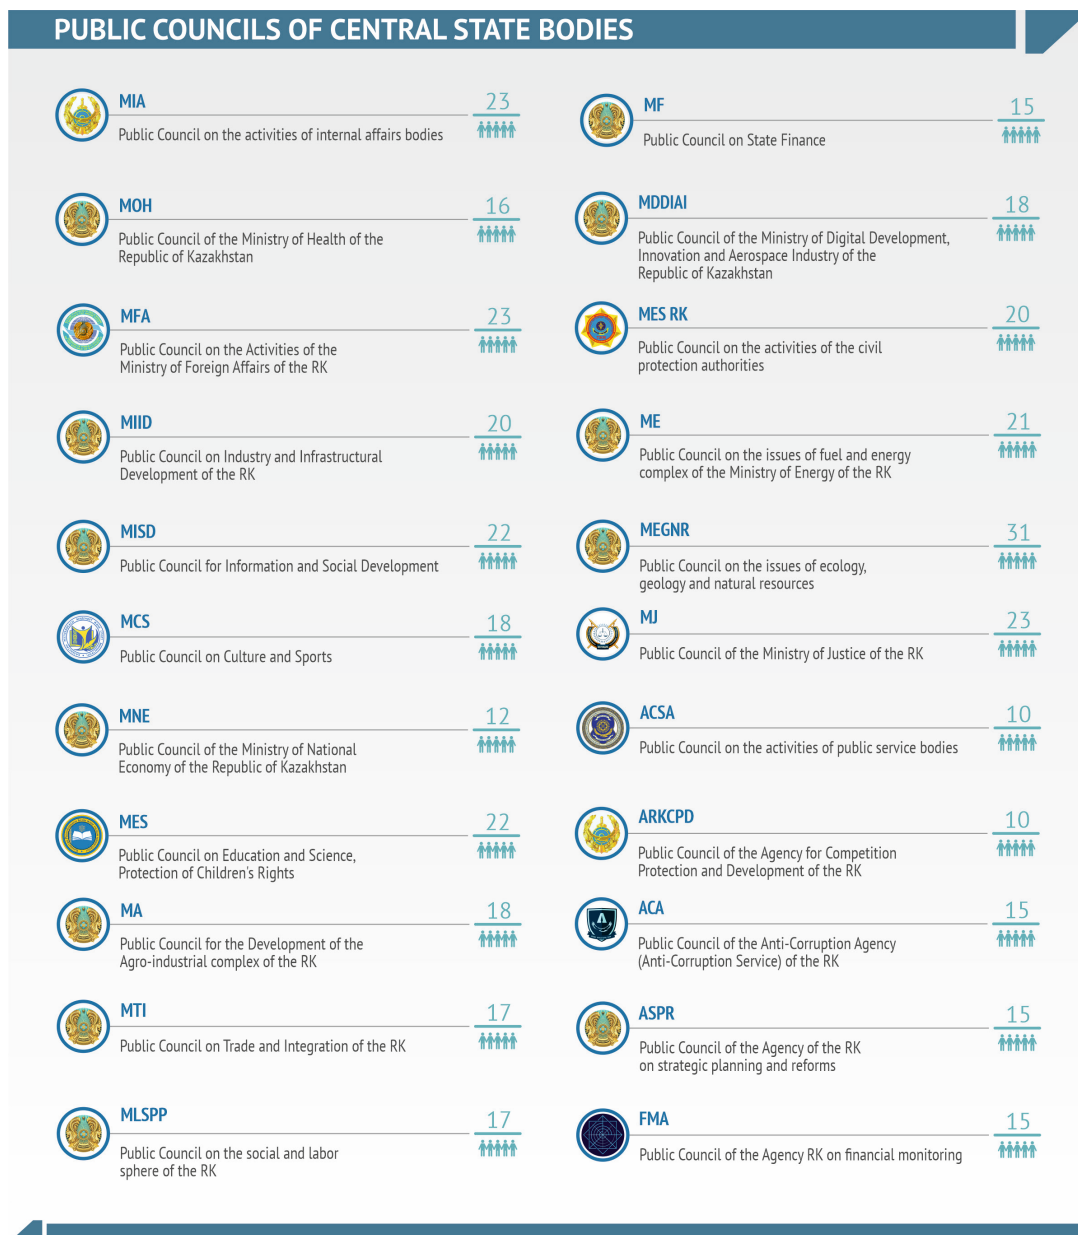 PUBLIC COUNCILS OF CENTRAL STATE BODIES
MIA
23
Public Council on the activities of internal affairs bodies
MOH
16
Public Council of the Ministry of Health of the
Republic of Kazakhstan
MFA
23
Public Council on the Activities of the
Ministry of Foreign Affairs of the RK
MIID
20
Public Council on Industry and Infrastructural
Development of the RK
MISD
22
Public Council for Information and Social Development
MCS
18
Public Council on Culture and Sports
MNE
12
Public Council of the Ministry of National
Economy of the Republic of Kazakhstan
MES
22
Public Council on Education and Science,
Protection of Children's Rights
MA
18
Public Council for the Development of the
Agro-industrial complex of the RK
MTI
17
Public Council on Trade and Integration of the RK
MLSPP
17
Public Council on the social and labor
sphere of the RK
MF
15
Public Council on State Finance
MDDIAI
18
Public Council of the Ministry of Digital Development,
Innovation and Aerospace Industry of the
Republic of Kazakhstan
MES RK
20
Public Council on the activities of the civil
protection authorities
ME
21
Public Council on the issues of fuel and energy
complex of the Ministry of Energy of the RK
MEGNR
31
Public Council on the issues of ecology,
geology and natural resources
MJ
23
Public Council of the Ministry of Justice of the RK
ACSA
10
Public Council on the activities of public service bodies
ARKCPD
10
Public Council of the Agency for Competition
Protection and Development of the RK
ACA
15
Public Council of the Anti-Corruption Agency
(Anti-Corruption Service) of the RK
ASPR
15
Public Council of the Agency of the RK
on strategic planning and reforms
FMA
15
Public Council of the Agency RK on financial monitoring